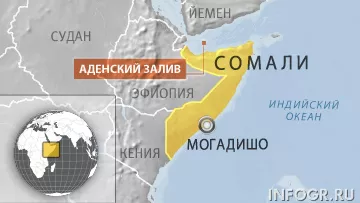 ЙЕМЕН
СУДАН
АДЕНСКИЙ ЗАЛИВ
СОМАЛИ
ЭФИОПИЯ
ИНДИЙСКИЙ
ОКЕАН
МОГАДИШО
КЕНИЯ
INFOGR.RU